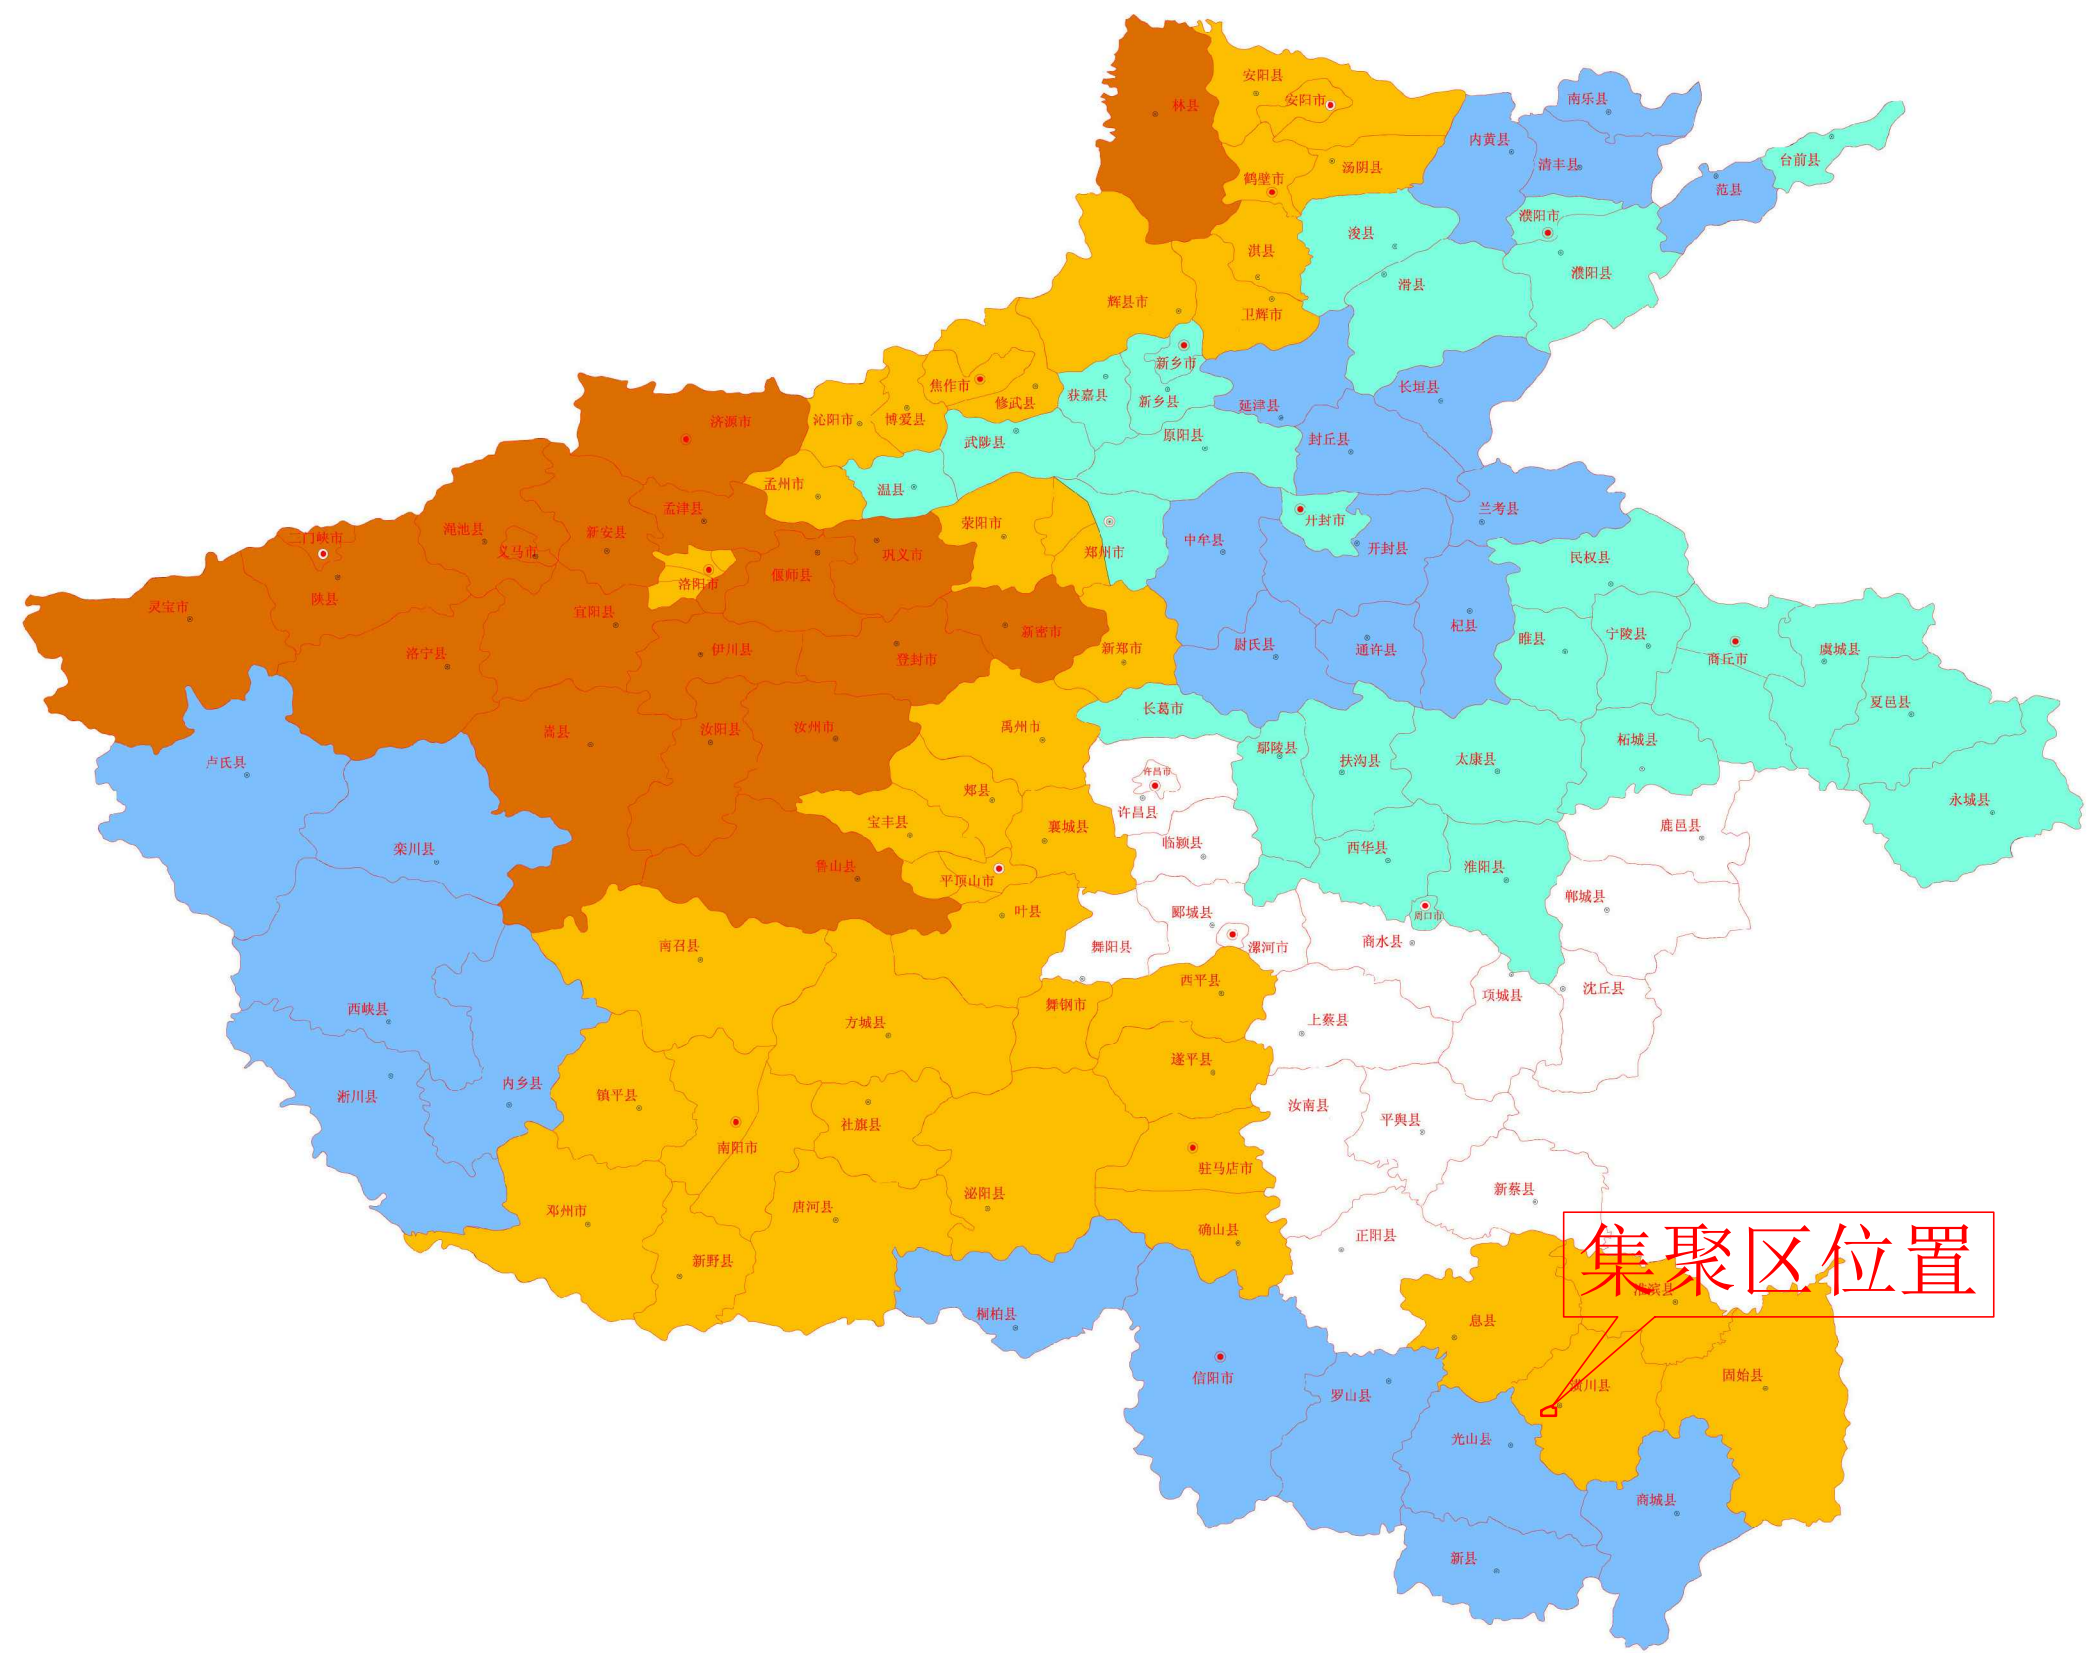 安阳县
南乐县
林县
安阳市
内黄县
台前县
清丰县
汤阴县
鹤壁市
范县
濮阳市
浚县
淇县
濮阳县
滑县
辉县市
卫辉市
新乡市
焦作市
长垣县
获嘉县
新乡县
修武县
延津县
济源市
沁阳市
博爱县
原阳县
封丘县
武陟县
孟州市
温县
孟津县
兰考县
开封市
荥阳市
渑池县
新安县
三门峡市
中牟县
开封县
义马市
郑州市
巩义市
民权县
偃师县
洛阳市
陕县
灵宝市
宜阳县
杞县
新密市
宁陵县
睢县
尉氏县
通许县
新郑市
伊川县
虞城县
洛宁县
登封市
商丘市
夏邑县
长葛市
嵩县
汝阳县
汝州市
禹州市
柘城县
鄢陵县
扶沟县
太康县
卢氏县
许昌市
郏县
永城县
许昌县
宝丰县
襄城县
鹿邑县
临颍县
栾川县
西华县
鲁山县
淮阳县
平顶山市
郸城县
叶县
郾城县
周口市
南召县
舞阳县
漯河市
商水县
西平县
沈丘县
项城县
舞钢市
西峡县
方城县
上蔡县
遂平县
内乡县
淅川县
镇平县
汝南县
平舆县
社旗县
南阳市
驻马店市
新蔡县
泌阳县
唐河县
邓州市
确山县
正阳县
集聚区位置
新野县
淮滨县
桐柏县
息县
固始县
信阳市
潢川县
罗山县
光山县
商城县
新县